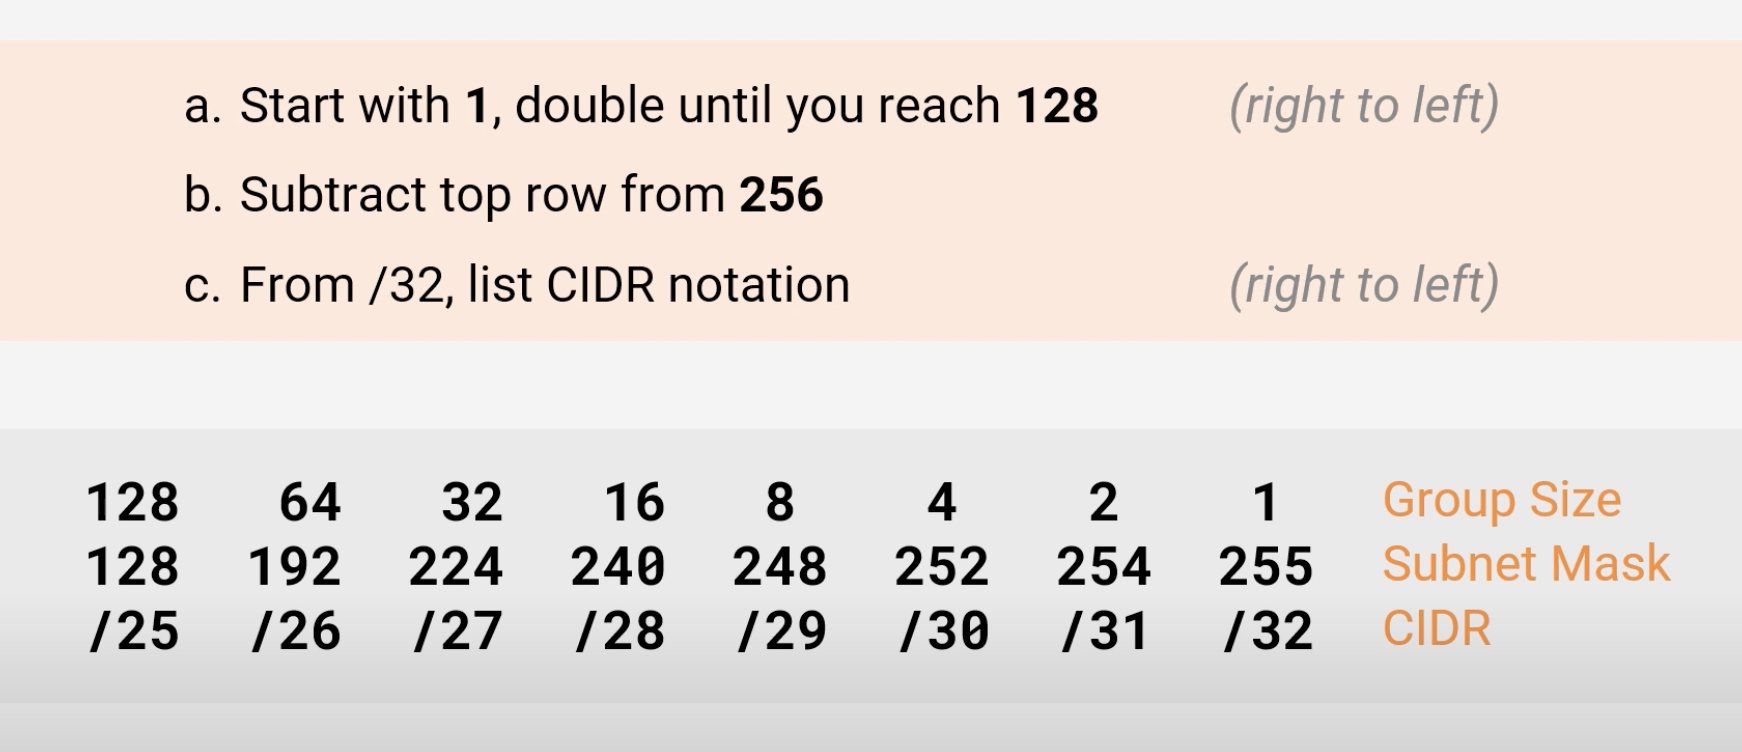 a. Start with 1, double until you reach 128 (right to left)
b. Subtract top row from 256
c. From /32, list CIDR notation (right to left)
128 64 32 16 8 4 2 1 Group Size
128 192 224 240 248 252 254 255 Subnet Mask
/25 /26 /27 /28 /29 /30 /31 /32 CIDR